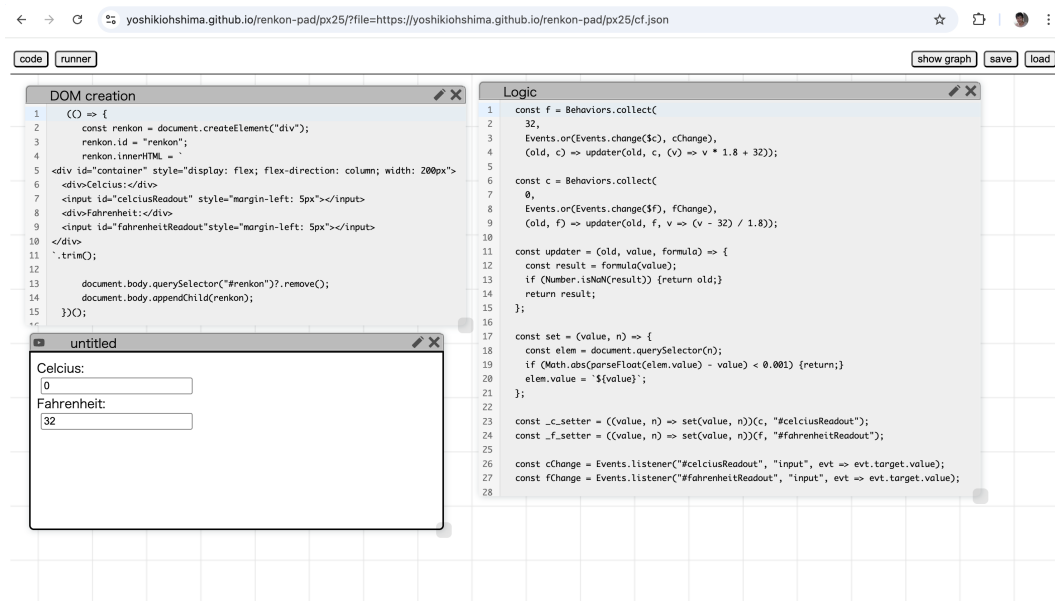 yoshikiohshima.github.io/renkon-pad/px25/?file=https://yoshikiohshima.github.io/renkon-pad/px25/cf.json
code runner show graph save load
DOM creation
1 (() => {
2 const renkon = document.createElement("div");
3 renkon.id = "renkon";
4 renkon.innerHTML = `
5 <div id="container" style="display: flex; flex-direction: column; width: 200px">
6 <div>Celcius:</div>
7 <input id="celciusReadout" style="margin-left: 5px"></input>
8 <div>Fahrenheit:</div>
9 <input id="fahrenheitReadout"style="margin-left: 5px"></input>
10 </div>
11 `.trim();
12
13 document.body.querySelector("#renkon")?.remove();
14 document.body.appendChild(renkon);
15 })();
untitled
Celcius:
0
Fahrenheit:
32
Logic
1 const f = Behaviors.collect(
2 32,
3 Events.or(Events.change($c), cChange),
4 (old, c) => updater(old, c, (v) => v * 1.8 + 32));
5
6 const c = Behaviors.collect(
7 0,
8 Events.or(Events.change($f), fChange),
9 (old, f) => updater(old, f, v => (v - 32) / 1.8));
10
11 const updater = (old, value, formula) => {
12 const result = formula(value);
13 if (Number.isNaN(result)) {return old;}
14 return result;
15 };
16
17 const set = (value, n) => {
18 const elem = document.querySelector(n);
19 if (Math.abs(parseFloat(elem.value) - value) < 0.001) {return;}
20 elem.value = `${value}`;
21 };
22
23 const _c_setter = ((value, n) => set(value, n))(c, "#celciusReadout");
24 const _f_setter = ((value, n) => set(value, n))(f, "#fahrenheitReadout");
25
26 const cChange = Events.listener("#celciusReadout", "input", evt => evt.target.value);
27 const fChange = Events.listener("#fahrenheitReadout", "input", evt => evt.target.value);
28